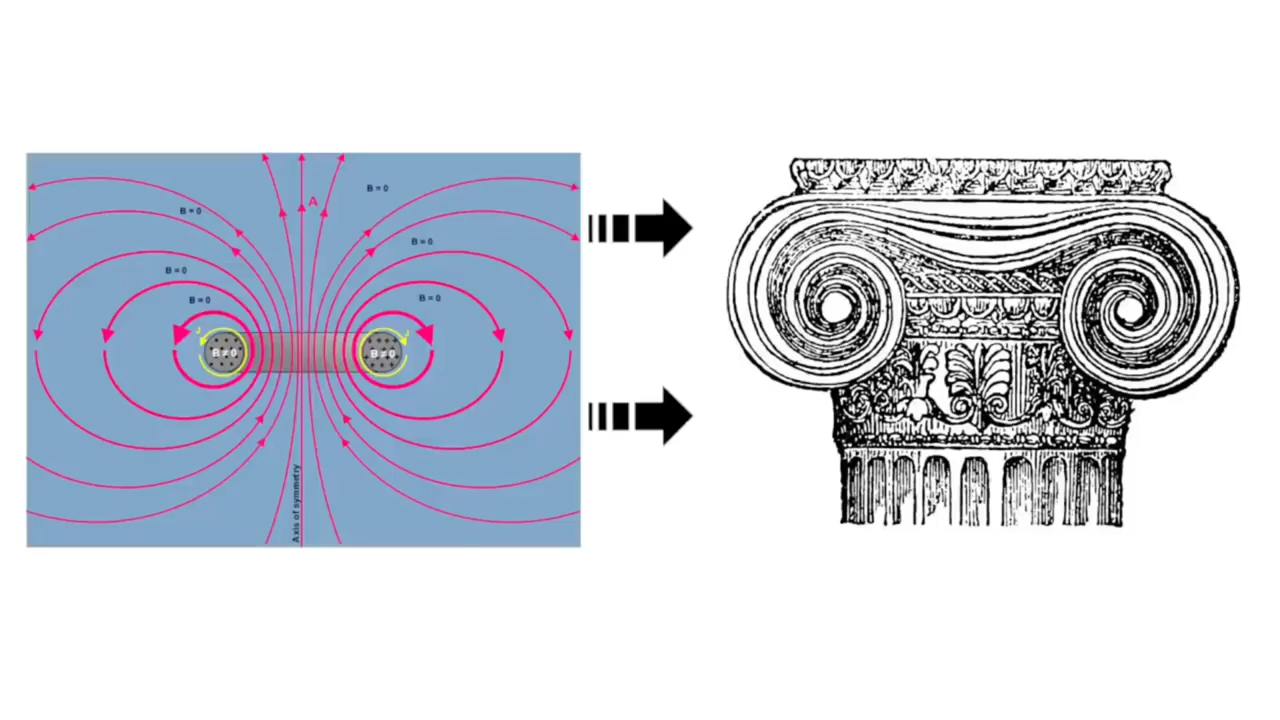 B = 0
A
B = 0
B = 0
B = 0
B = 0
B = 0
J
J
B ≠ 0
B ≠ 0
Axis of symmetry